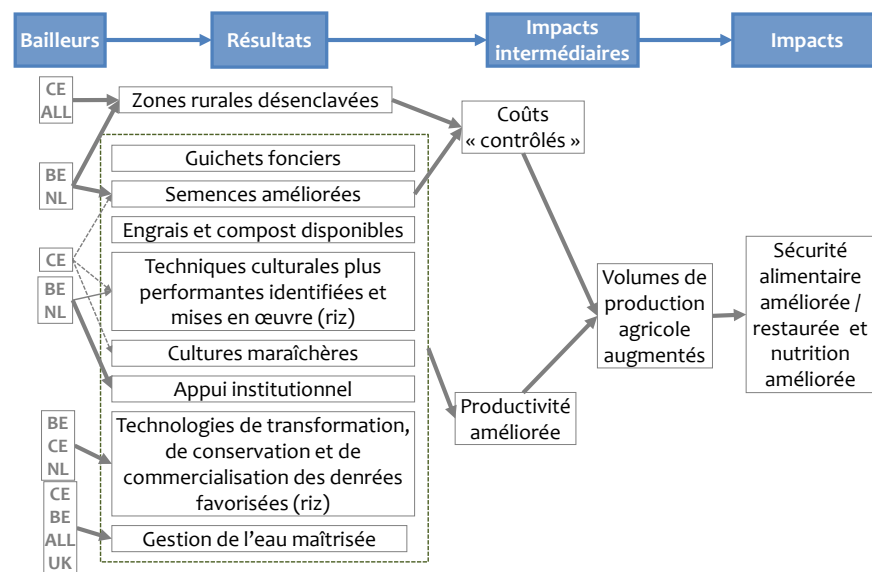 Bailleurs
Résultats
Impacts
intermédiaires
Impacts
CE
ALL
Zones rurales désenclavées
Coûts
« contrôlés »
Guichets fonciers
BE
NL
Semences améliorées
Engrais et compost disponibles
CE
BE
NL
Techniques culturales plus
performantes identifiées et
mises en œuvre (riz)
Volumes de
production
agricole
augmentés
Sécurité
alimentaire
améliorée /
restaurée et
nutrition
améliorée
Cultures maraîchères
Appui institutionnel
Productivité
améliorée
BE
CE
NL
Technologies de transformation,
de conservation et de
commercialisation des denrées
favorisées (riz)
CE
BE
ALL
UK
Gestion de l’eau maîtrisée